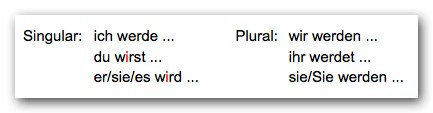 Singular: ich werde ... Plural: wir werden ...
du wirst ... ihr werdet ...
er/sie/es wird ... sie/Sie werden ...